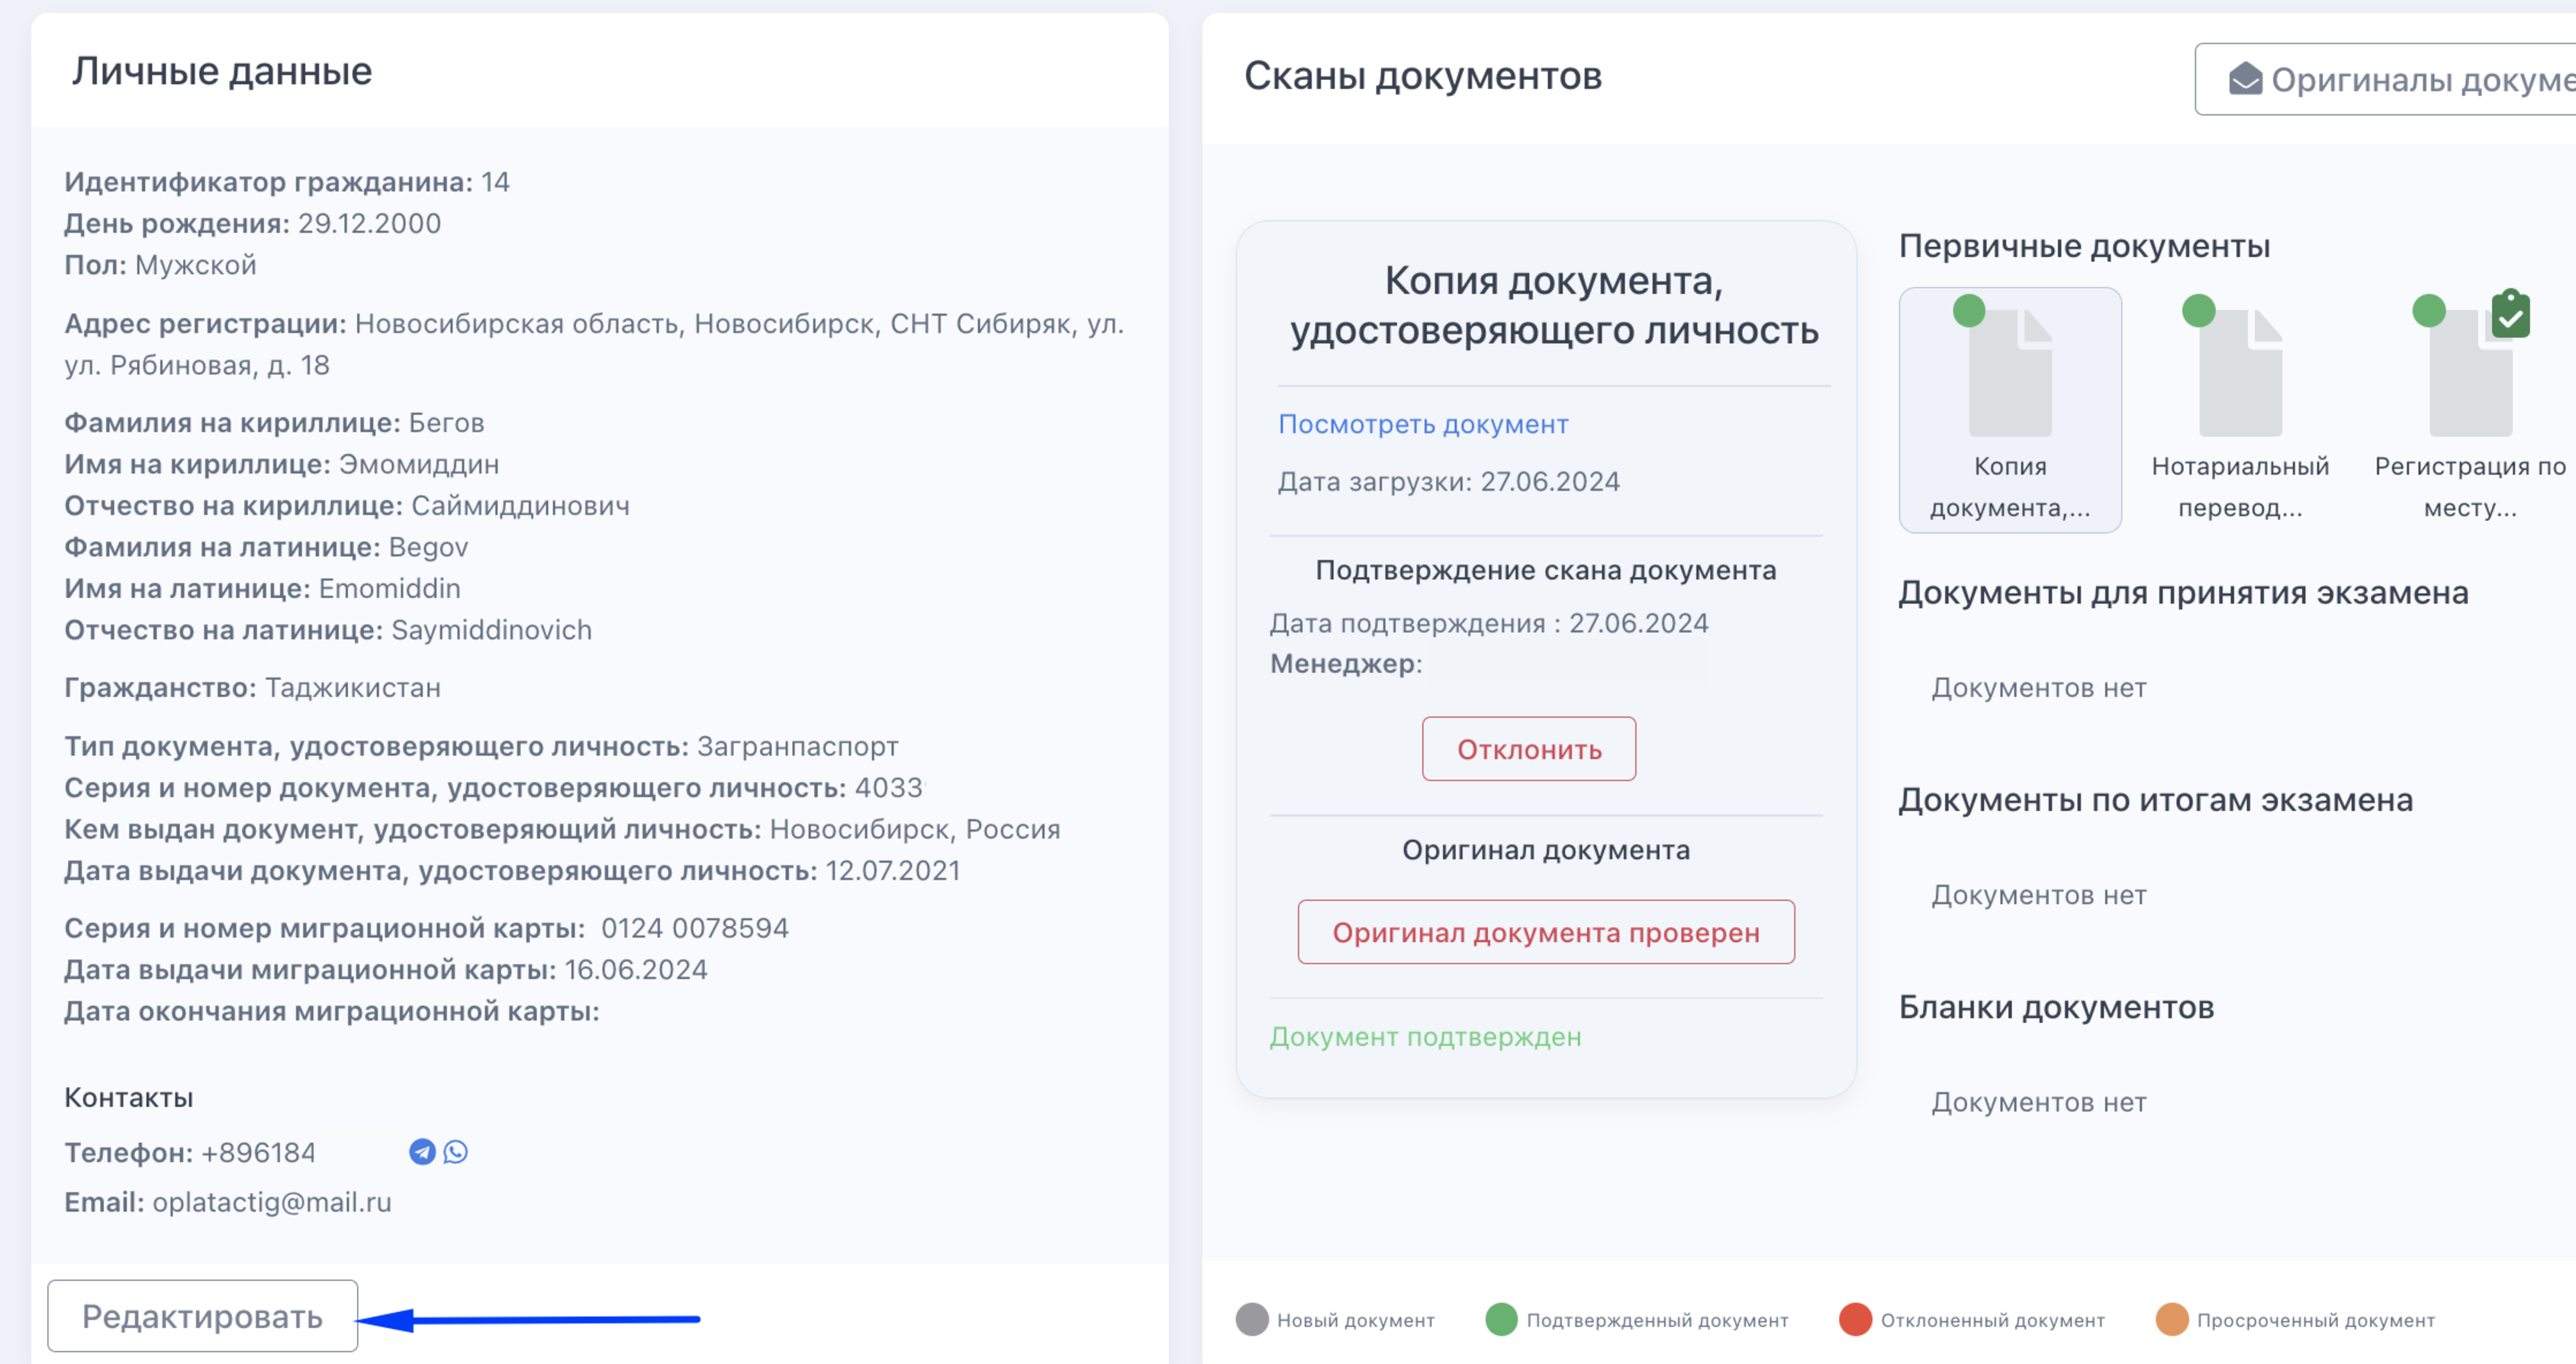 Личные данные
Идентификатор гражданина: 14
День рождения: 29.12.2000
Пол: Мужской
Адрес регистрации: Новосибирская область, Новосибирск, СНТ Сибиряк, ул.
ул. Рябиновая, д. 18
Фамилия на кириллице: Бегов
Имя на кириллице: Эмомиддин
Отчество на кириллице: Саймиддинович
Фамилия на латинице: Begov
Имя на латинице: Emomiddin
Отчество на латинице: Saymiddinovich
Гражданство: Таджикистан
Тип документа, удостоверяющего личность: Загранпаспорт
Серия и номер документа, удостоверяющего личность: 4033
Кем выдан документ, удостоверяющий личность: Новосибирск, Россия
Дата выдачи документа, удостоверяющего личность: 12.07.2021
Серия и номер миграционной карты: 0124 0078594
Дата выдачи миграционной карты: 16.06.2024
Дата окончания миграционной карты:
Контакты
Телефон: +896184
Email: oplatactig@mail.ru
Редактировать
Сканы документов
Оригиналы докуме
Копия документа,
удостоверяющего личность
Посмотреть документ
Дата загрузки: 27.06.2024
Подтверждение скана документа
Дата подтверждения : 27.06.2024
Менеджер:
Отклонить
Оригинал документа
Оригинал документа проверен
Документ подтвержден
Первичные документы
Копия
документа,...
Нотариальный
перевод...
Регистрация по
месту...
Документы для принятия экзамена
Документов нет
Документы по итогам экзамена
Документов нет
Бланки документов
Документов нет
Новый документ
Подтвержденный документ
Отклоненный документ
Просроченный документ